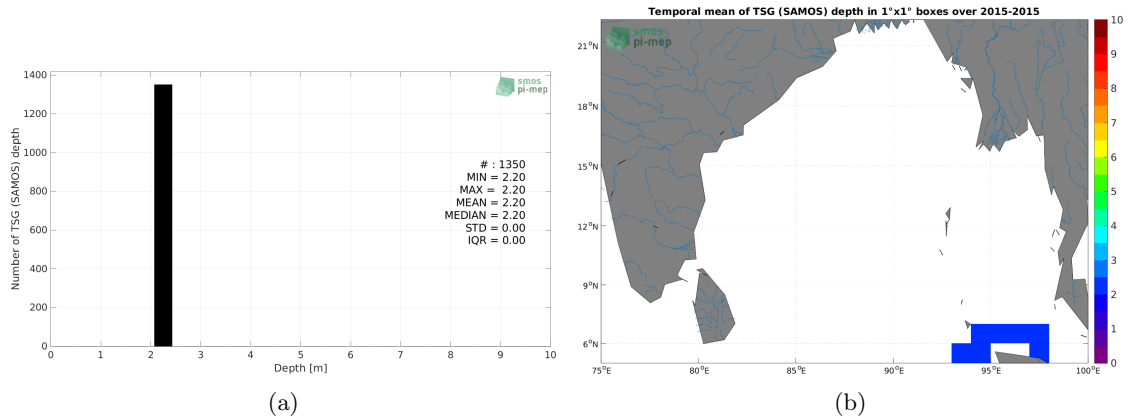 1400
1200
1000
800
600
400
200
0
Number of TSG (SAMOS) depth
smos
pi-mep
# : 1350
MIN = 2.20
MAX = 2.20
MEAN = 2.20
MEDIAN = 2.20
STD = 0.00
IQR = 0.00
0 1 2 3 4 5 6 7 8 9 10
Depth [m]
(a)
Temporal mean of TSG (SAMOS) depth in 1°x1° boxes over 2015-2015
smos
pi-mep
21°N
18°N
15°N
12°N
9°N
6°N
75°E 80°E 85°E 90°E 95°E 100°E
10
9
8
7
6
5
4
3
2
1
0
(b)